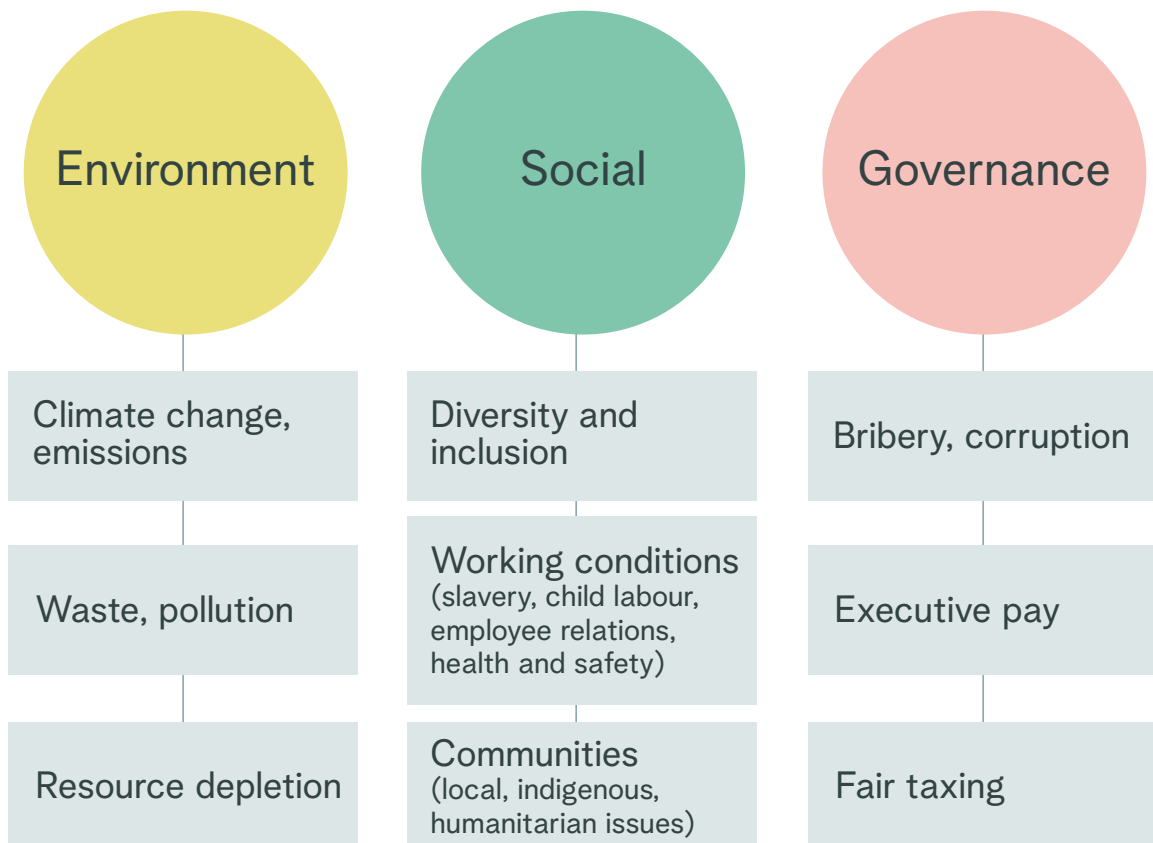 Environment
Climate change,
emissions
Waste, pollution
Resource depletion
Social
Diversity and
inclusion
Working conditions
(slavery, child labour,
employee relations,
health and safety)
Communities
(local, indigenous,
humanitarian issues)
Governance
Bribery, corruption
Executive pay
Fair taxing